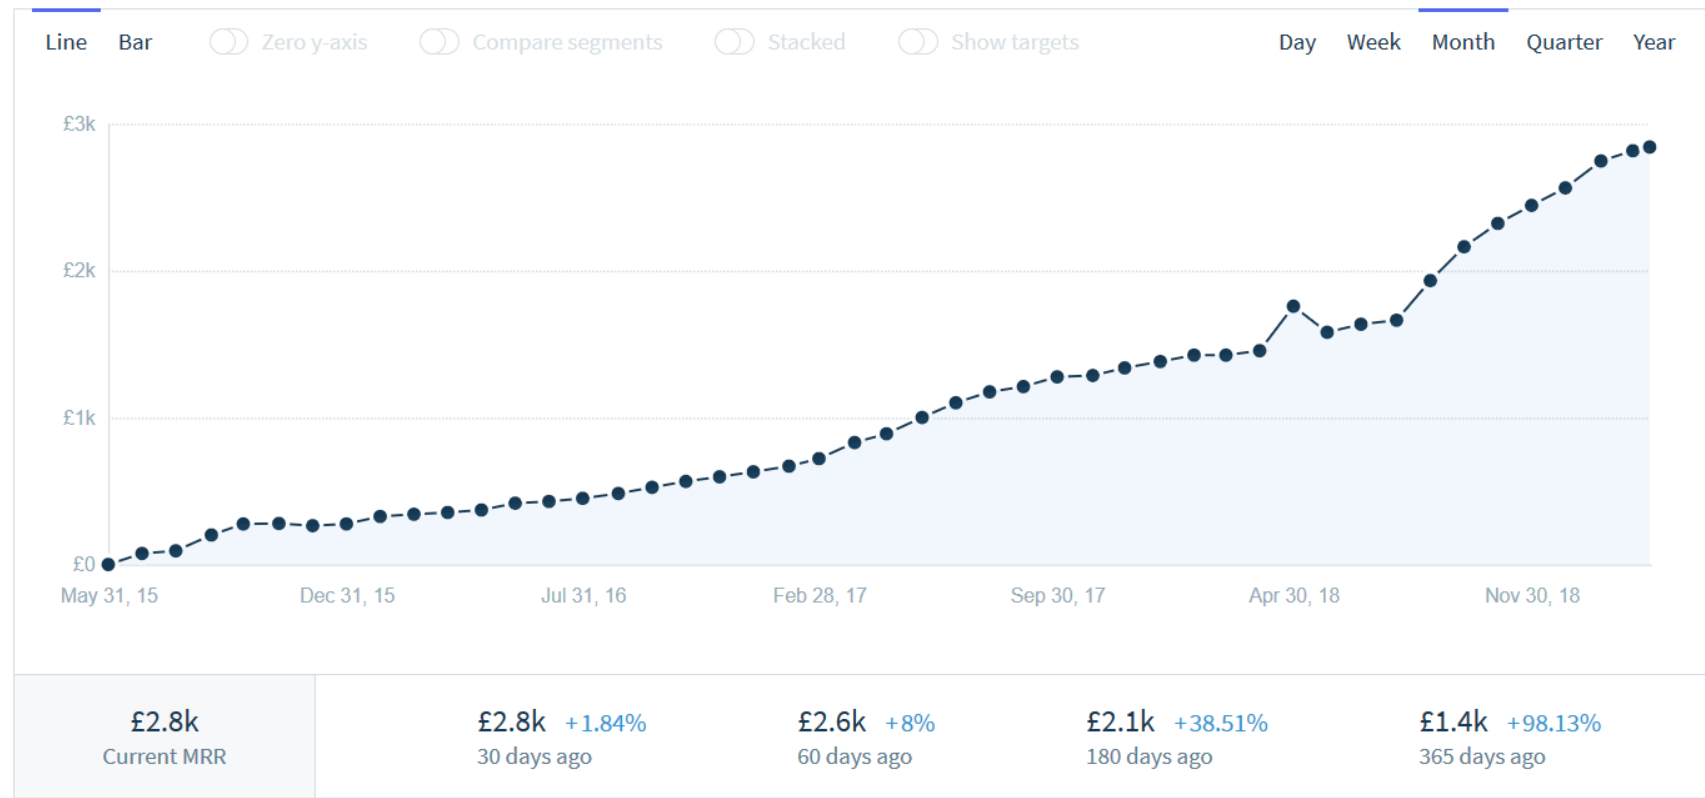 Line Bar Zero y-axis Compare segments Stacked Show targets Day Week Month Quarter Year
£3k
£2k
£1k
£0
May 31, 15 Dec 31, 15 Jul 31, 16 Feb 28, 17 Sep 30, 17 Apr 30, 18 Nov 30, 18
£2.8k £2.8k +1.84% £2.6k +8% £2.1k +38.51% £1.4k +98.13%
Current MRR 30 days ago 60 days ago 180 days ago 365 days ago